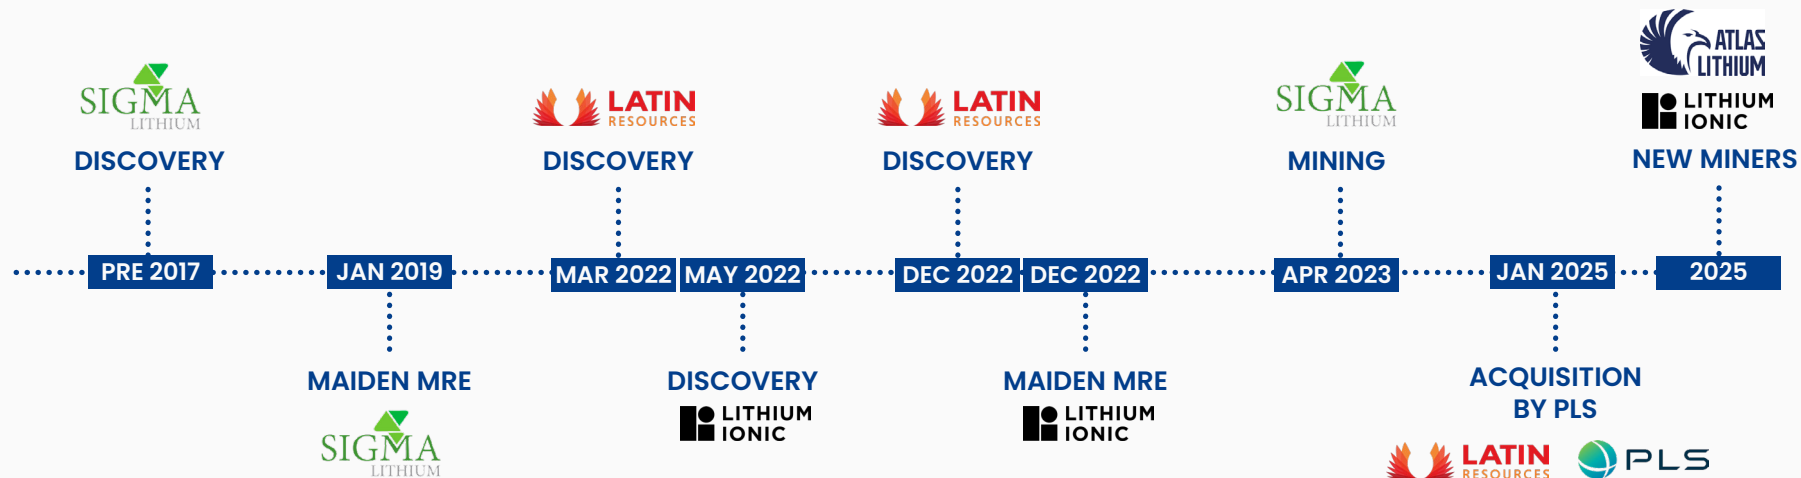 SIGMA
LITHIUM
DISCOVERY
LATIN
RESOURCES
DISCOVERY
LATIN
RESOURCES
DISCOVERY
SIGMA
LITHIUM
MINING
ATLAS
LITHIUM
LITHIUM
IONIC
NEW MINERS
PRE 2017
JAN 2019
MAR 2022
MAY 2022
DEC 2022
DEC 2022
APR 2023
JAN 2025
2025
MAIDEN MRE
SIGMA
LITHIUM
DISCOVERY
LITHIUM
IONIC
MAIDEN MRE
LITHIUM
IONIC
ACQUISITION
BY PLS
LATIN
RESOURCES
PLS